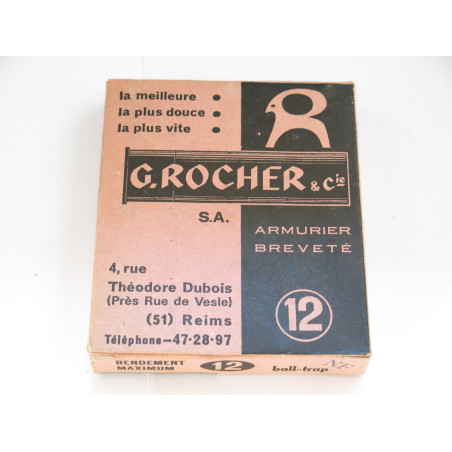 la meilleure •
la plus douce •
la plus vite •
G.ROCHER & Cie
S.A.
ARMURIER
BREVETÉ
4, rue
Théodore Dubois
(Près Rue de Vesle)
(51) Reims
Téléphone—47·28·97
12
RENDEMENT
MAXIMUM
12
ball-trap